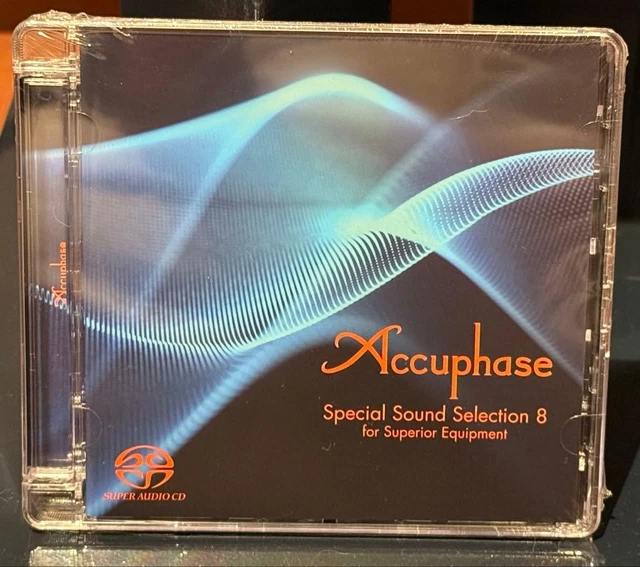 Accuphase
Accuphase
Special Sound Selection 8
for Superior Equipment
SUPER AUDIO CD